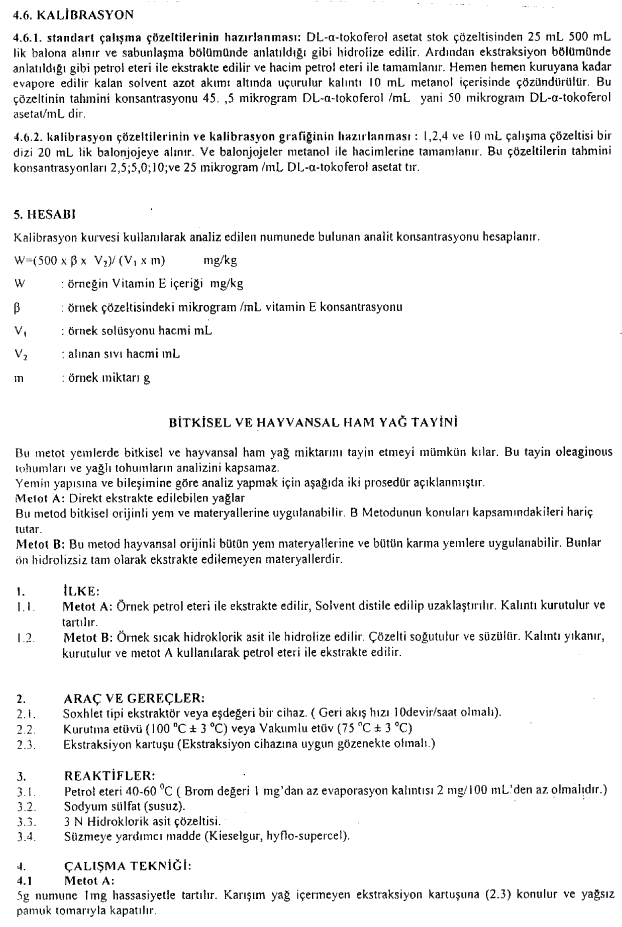 4.6. KALİBRASYON
4.6.1. standart çalışma çözeltilerinin hazırlanması: DL-α-tokoferol asetat stok çözeltisinden 25 mL 500 mL
lik balona alınır ve sabunlaşma bölümünde anlatıldığı gibi hidrolize edilir. Ardından ekstraksiyon bölümünde
anlatıldığı gibi petrol eteri ile ekstrakte edilir ve hacim petrol eteri ile tamamlanır. Hemen hemen kuruyana kadar
evapore edilir kalan solvent azot akımı altında uçurulur kalıntı 10 mL metanol içerisinde çözündürülür. Bu
çözeltinin tahmini konsantrasyonu 45. ,5 mikrogram DL-α-tokoferol /mL yani 50 mikrogram DL-α-tokoferol
asetat/mL dir.
4.6.2. kalibrasyon çözeltilerinin ve kalibrasyon grafiğinin hazırlanması : 1,2,4 ve 10 mL çalışma çözeltisi bir
dizi 20 mL lik balonjojeye alınır. Ve balonjojeler metanol ile hacimlerine tamamlanır. Bu çözeltilerin tahmini
konsantrasyonları 2,5;5,0;10;ve 25 mikrogram /mL DL-α-tokoferol asetat tır.
5. HESABI
Kalibrasyon kurvesi kullanılarak analiz edilen numunede bulunan analit konsantrasyonu hesaplanır.
W=(500 x β x V₂)/ (V₁ x m) mg/kg
W : örneğin Vitamin E içeriği mg/kg
β : örnek çözeltisindeki mikrogram /mL vitamin E konsantrasyonu
V₁ : örnek solüsyonu hacmi mL
V₂ : alınan sıvı hacmi mL
m : örnek miktarı g
BİTKİSEL VE HAYVANSAL HAM YAĞ TAYİNİ
Bu metot yemlerde bitkisel ve hayvansal ham yağ miktarını tayin etmeyi mümkün kılar. Bu tayin oleaginous
tohumları ve yağlı tohumların analizini kapsamaz.
Yemin yapısına ve bileşimine göre analiz yapmak için aşağıda iki prosedür açıklanmıştır.
Metot A: Direkt ekstrakte edilebilen yağlar
Bu metod bitkisel orijinli yem ve materyallerine uygulanabilir. B Metodunun konuları kapsamındakileri hariç
tutar.
Metot B: Bu metod hayvansal orijinli bütün yem materyallerine ve bütün karma yemlere uygulanabilir. Bunlar
ön hidrolizsiz tam olarak ekstrakte edilemeyen materyallerdir.
1. İLKE:
1.1. Metot A: Örnek petrol eteri ile ekstrakte edilir, Solvent distile edilip uzaklaştırılır. Kalıntı kurutulur ve
tartılır.
1.2. Metot B: Örnek sıcak hidroklorik asit ile hidrolize edilir. Çözelti soğutulur ve süzülür. Kalıntı yıkanır,
kurutulur ve metot A kullanılarak petrol eteri ile ekstrakte edilir.
2. ARAÇ VE GEREÇLER:
2.1. Soxhlet tipi ekstraktör veya eşdeğeri bir cihaz. ( Geri akış hızı 10devir/saat olmalı).
2.2. Kurutma etüvü (100 °C ± 3 °C) veya Vakumlu etüv (75 °C ± 3 °C)
2.3. Ekstraksiyon kartuşu (Ekstraksiyon cihazına uygun gözenekte olmalı.)
3. REAKTİFLER:
3.1. Petrol eteri 40-60 °C ( Brom değeri 1 mg'dan az evaporasyon kalıntısı 2 mg/100 mL'den az olmalıdır.)
3.2. Sodyum sülfat (susuz).
3.3. 3 N Hidroklorik asit çözeltisi.
3.4. Süzmeye yardımcı madde (Kieselgur, hyflo-supercel).
4. ÇALIŞMA TEKNİĞİ:
4.1 Metot A:
5g numune 1mg hassasiyetle tartılır. Karışım yağ içermeyen ekstraksiyon kartuşuna (2.3) konulur ve yağsız
pamuk tomarıyla kapatılır.